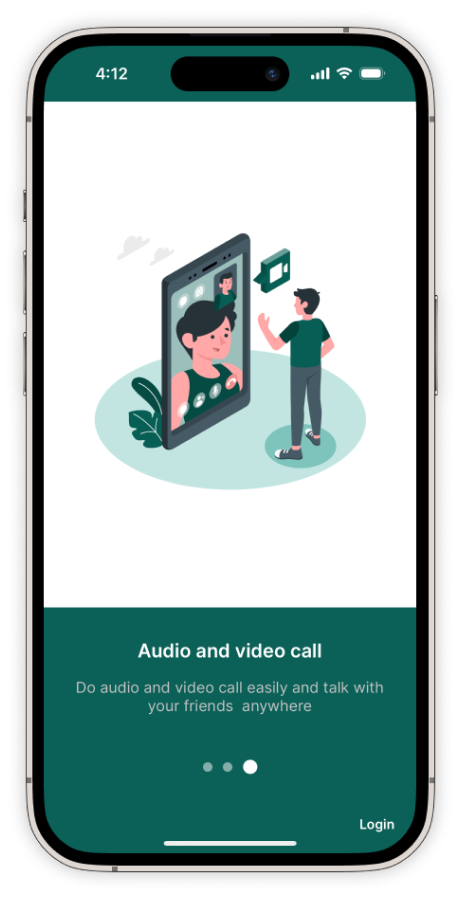 4:12
Audio and video call
Do audio and video call easily and talk with
your friends  anywhere
Login